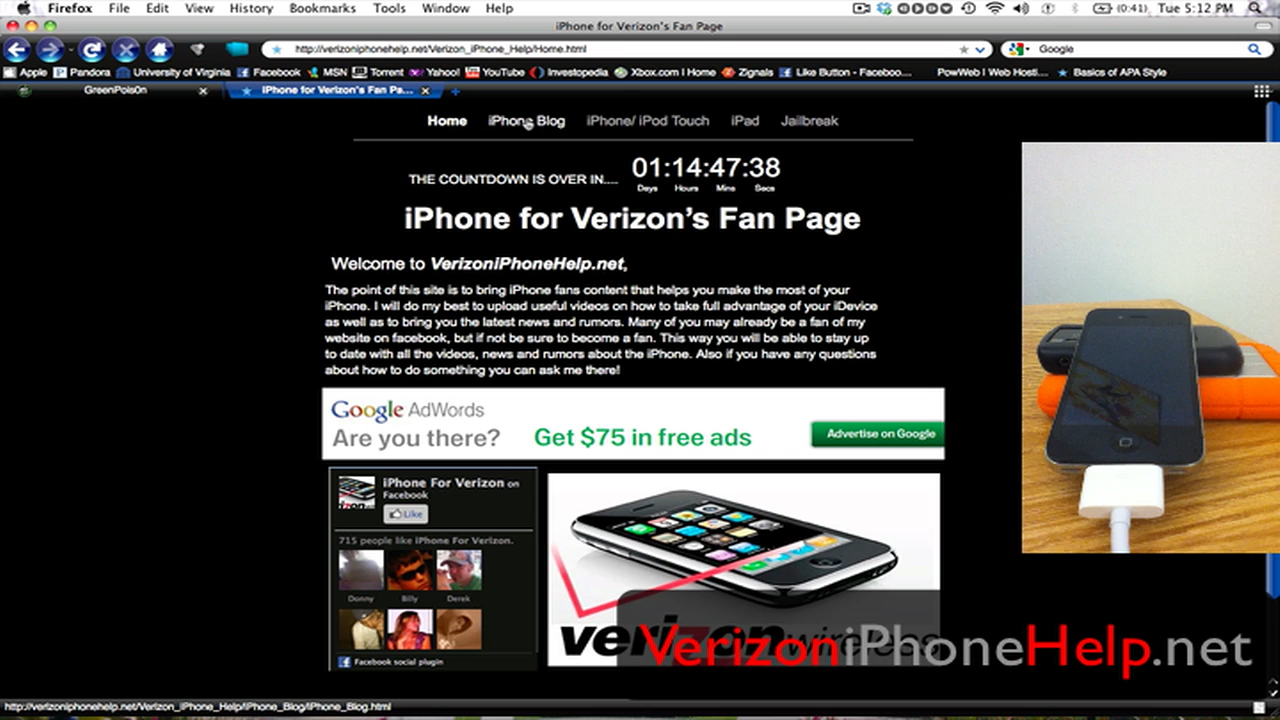 Firefox File Edit View History Bookmarks Tools Window Help (0:41) Tue 5:12 PM
iPhone for Verizon's Fan Page
http://verizoniphonehelp.net/Verizon_iPhone_Help/Home.html Google
Apple Pandora University of Virginia Facebook MSN Torrent Yahoo! YouTube Investopedia Xbox.com | Home Zignals Like Button - Faceboo... PowWeb | Web Hosti... Basics of APA Style
GreenPois0n iPhone for Verizon's Fan Pa...
Home iPhone Blog iPhone/ iPod Touch iPad Jailbreak
THE COUNTDOWN IS OVER IN.... 01:14:47:38
Days Hours Mins Secs
iPhone for Verizon's Fan Page
Welcome to VerizoniPhoneHelp.net,
The point of this site is to bring iPhone fans content that helps you make the most of your
iPhone. I will do my best to upload useful videos on how to take full advantage of your iDevice
as well as to bring you the latest news and rumors. Many of you may already be a fan of my
website on facebook, but if not be sure to become a fan. This way you will be able to stay up
to date with all the videos, news and rumors about the iPhone. Also if you have any questions
about how to do something you can ask me there!
Google AdWords
Are you there? Get $75 in free ads Advertise on Google
iPhone For Verizon on
Facebook
Like
715 people like iPhone For Verizon.
Donny Billy Derek
Facebook social plugin
verizon wireless
VerizoniPhoneHelp.net
http://verizoniphonehelp.net/Verizon_iPhone_Help/iPhone_Blog/iPhone_Blog.html